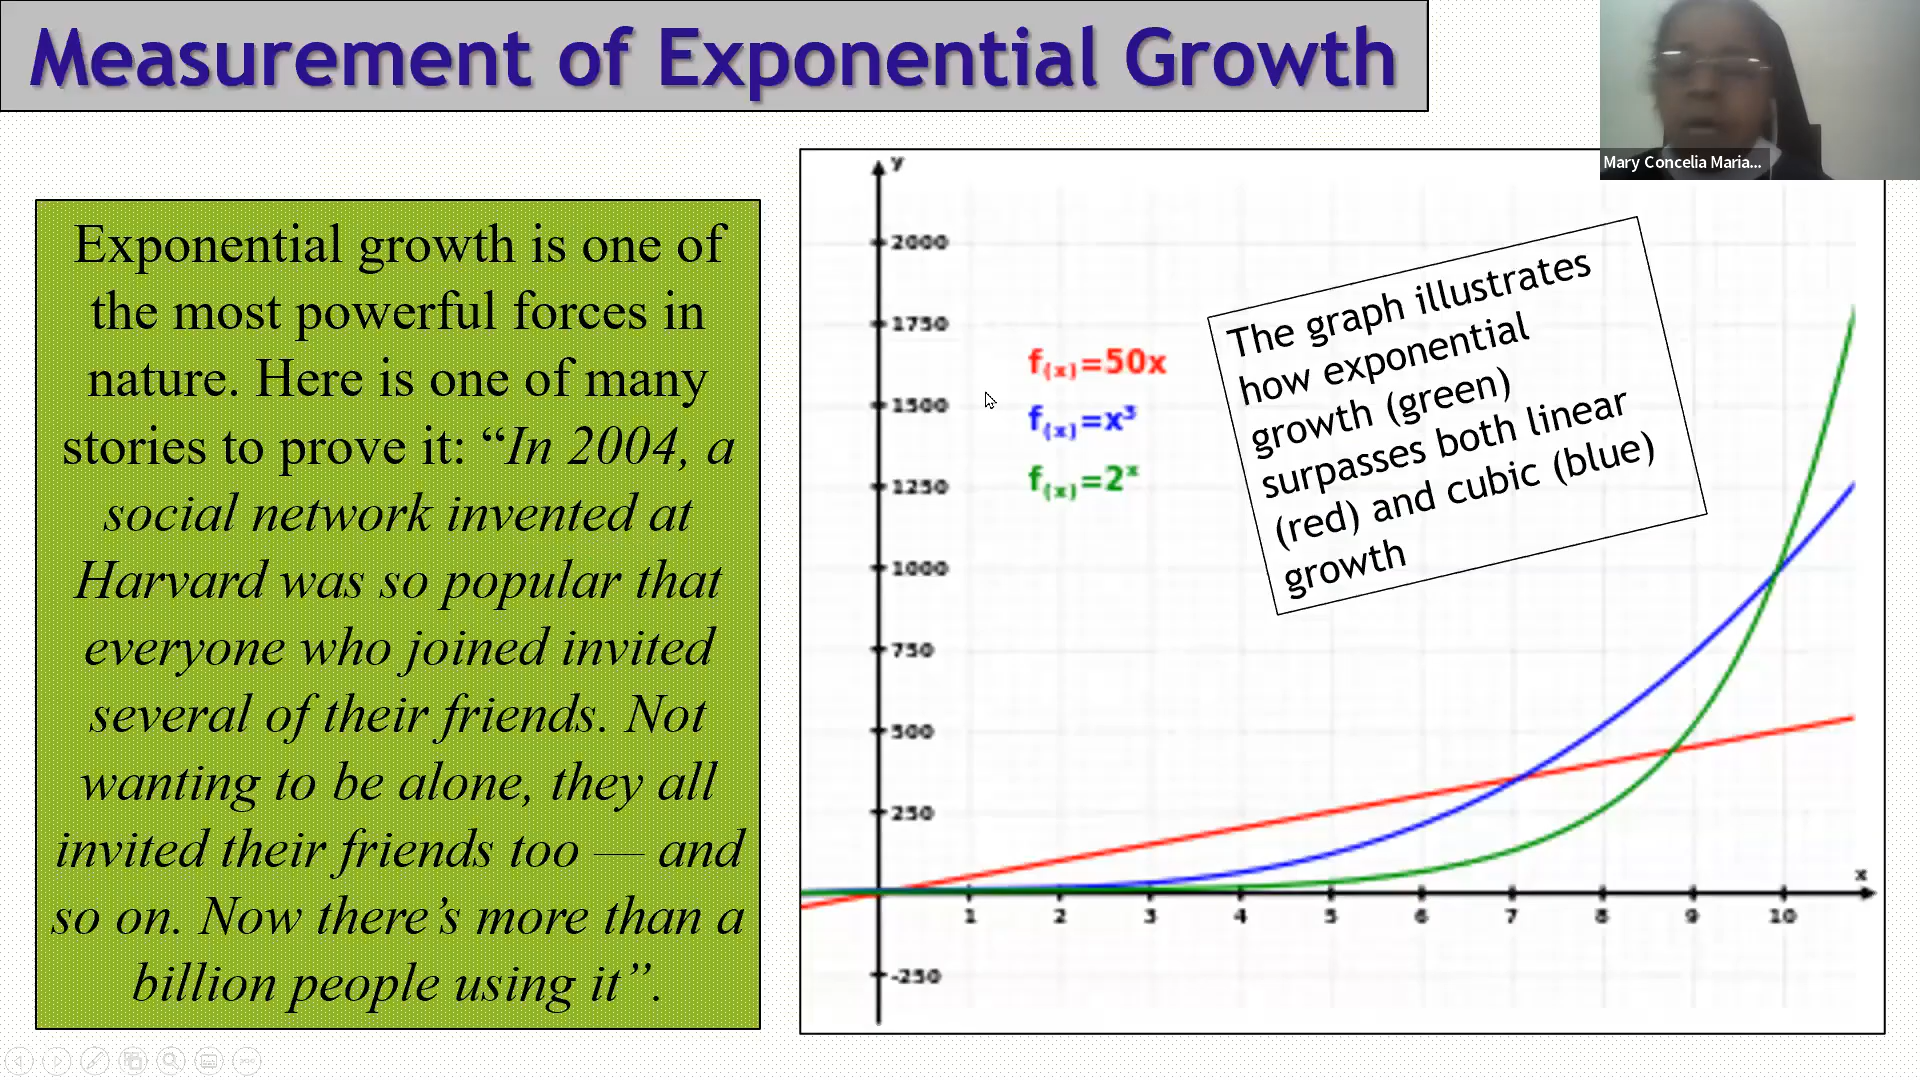 Measurement of Exponential Growth
Mary Concelia Maria...
Exponential growth is one of
the most powerful forces in
nature. Here is one of many
stories to prove it: “In 2004, a
social network invented at
Harvard was so popular that
everyone who joined invited
several of their friends. Not
wanting to be alone, they all
invited their friends too — and
so on. Now there’s more than a
billion people using it”.
y
2000
1750
1500
1250
1000
750
500
250
-250
f(x)=50x
f(x)=x³
f(x)=2ˣ
The graph illustrates
how exponential
growth (green)
surpasses both linear
(red) and cubic (blue)
growth
x
1 2 3 4 5 6 7 8 9 10